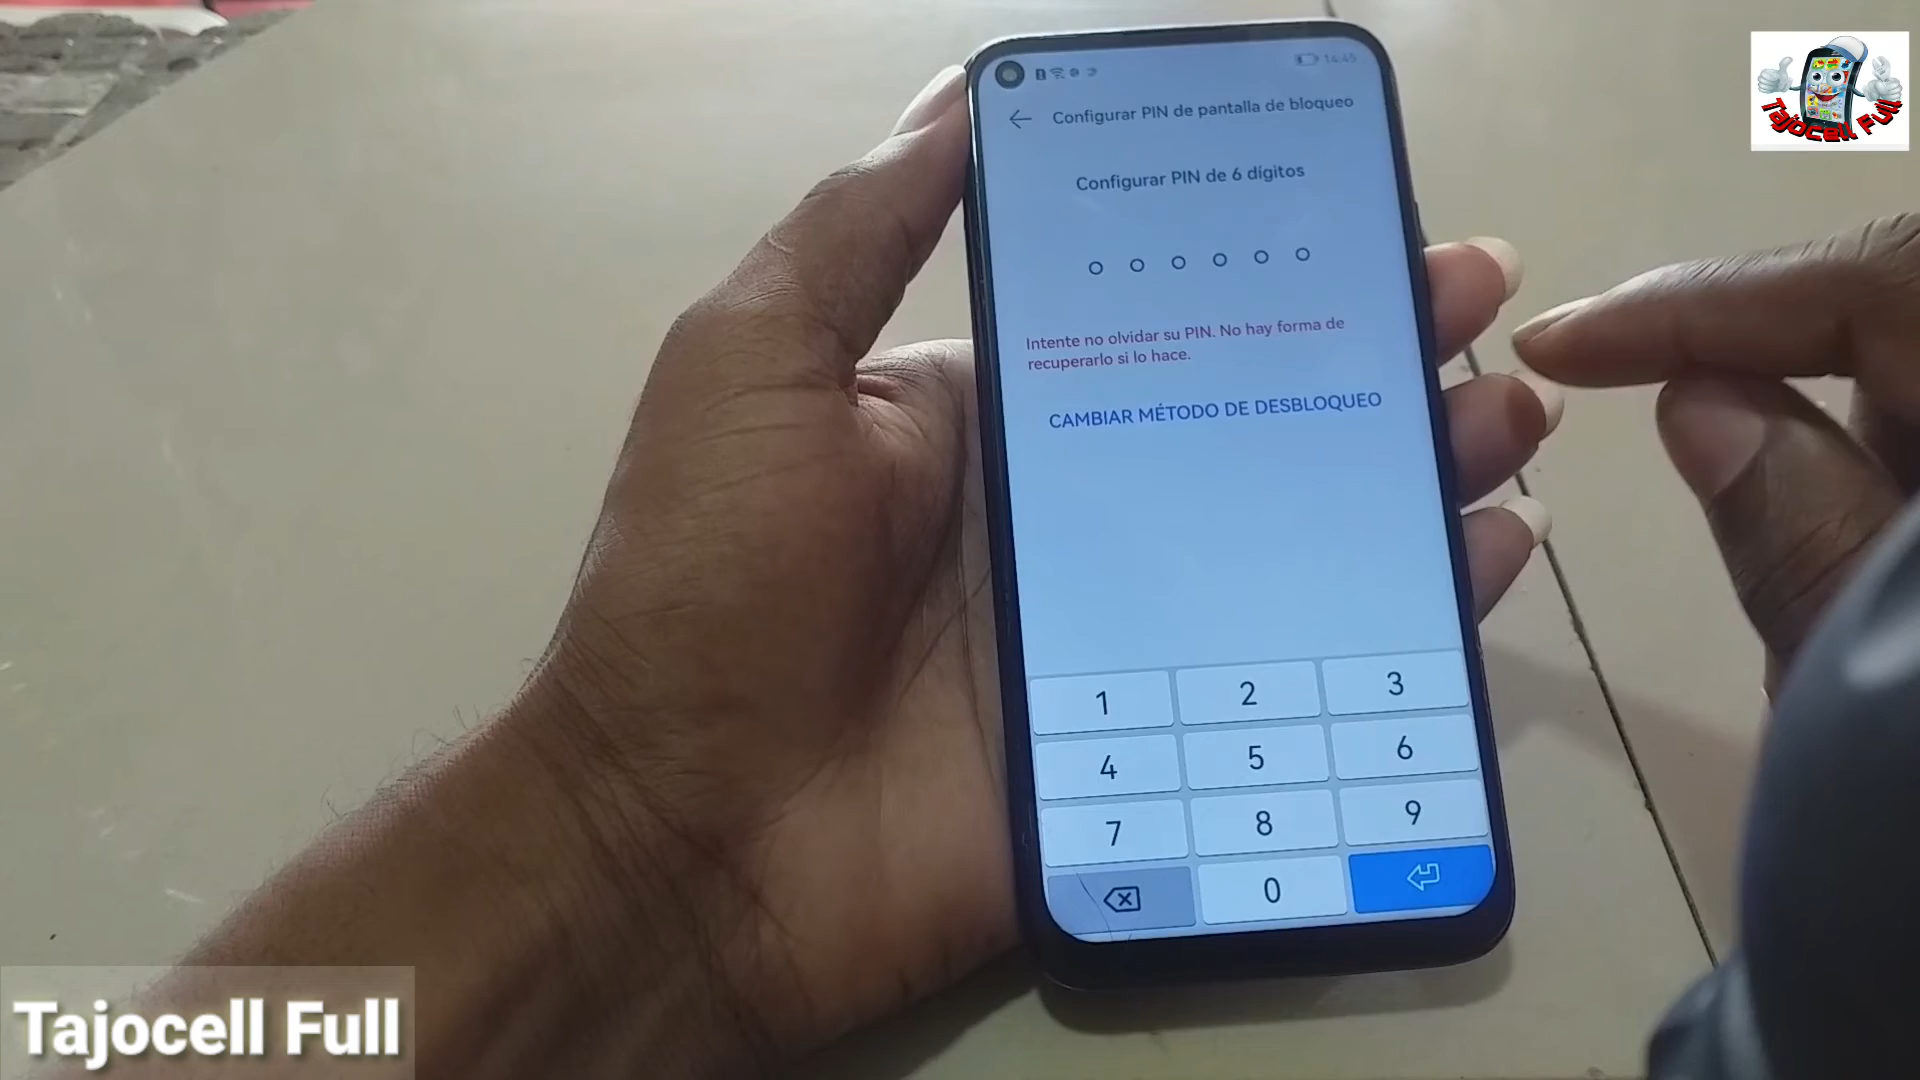 14:45
Configurar PIN de pantalla de bloqueo
Configurar PIN de 6 dígitos
Intente no olvidar su PIN. No hay forma de
recuperarlo si lo hace.
CAMBIAR MÉTODO DE DESBLOQUEO
1 2 3
4 5 6
7 8 9
0
Tajocell Full
Tajocell Full